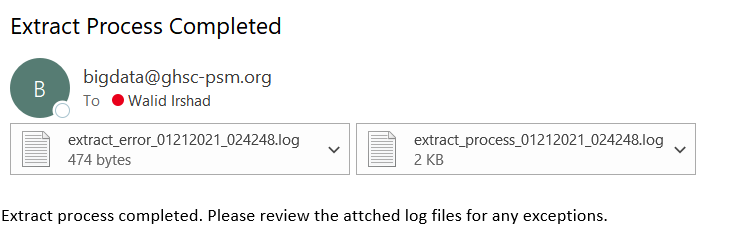 Extract Process Completed
B
bigdata@ghsc-psm.org
To Walid Irshad
extract_error_01212021_024248.log
474 bytes
extract_process_01212021_024248.log
2 KB
Extract process completed. Please review the attched log files for any exceptions.